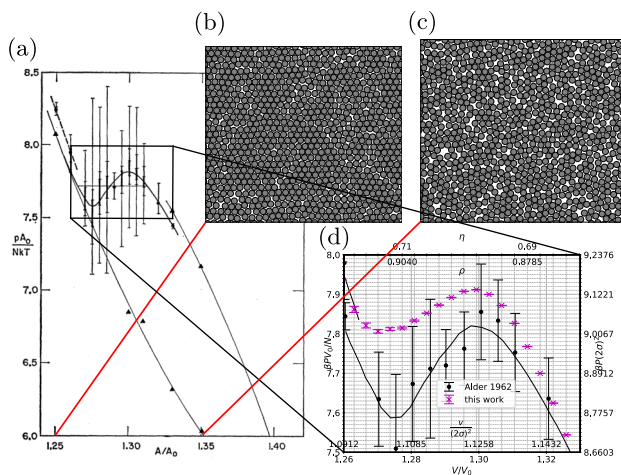 (a)
(b)
(c)
8,5
8,0
7,5
7,0
6,5
6,0
pA₀
NkT
1,25
1,30
1,35
1,40
A/A₀
(d)
0.71
η
0.69
0.9040
ρ
0.8785
8,0
7,9
7,8
7,7
7,6
7,5
βPV₀/N
9,2376
9,1221
9,0067
8,8912
8,7757
8,6603
βP(2σ)²
Alder 1962
this work
v
(2σ)²
1.0912
1.1085
1.1258
1.1432
1,26
1,28
1,30
1,32
V/V₀